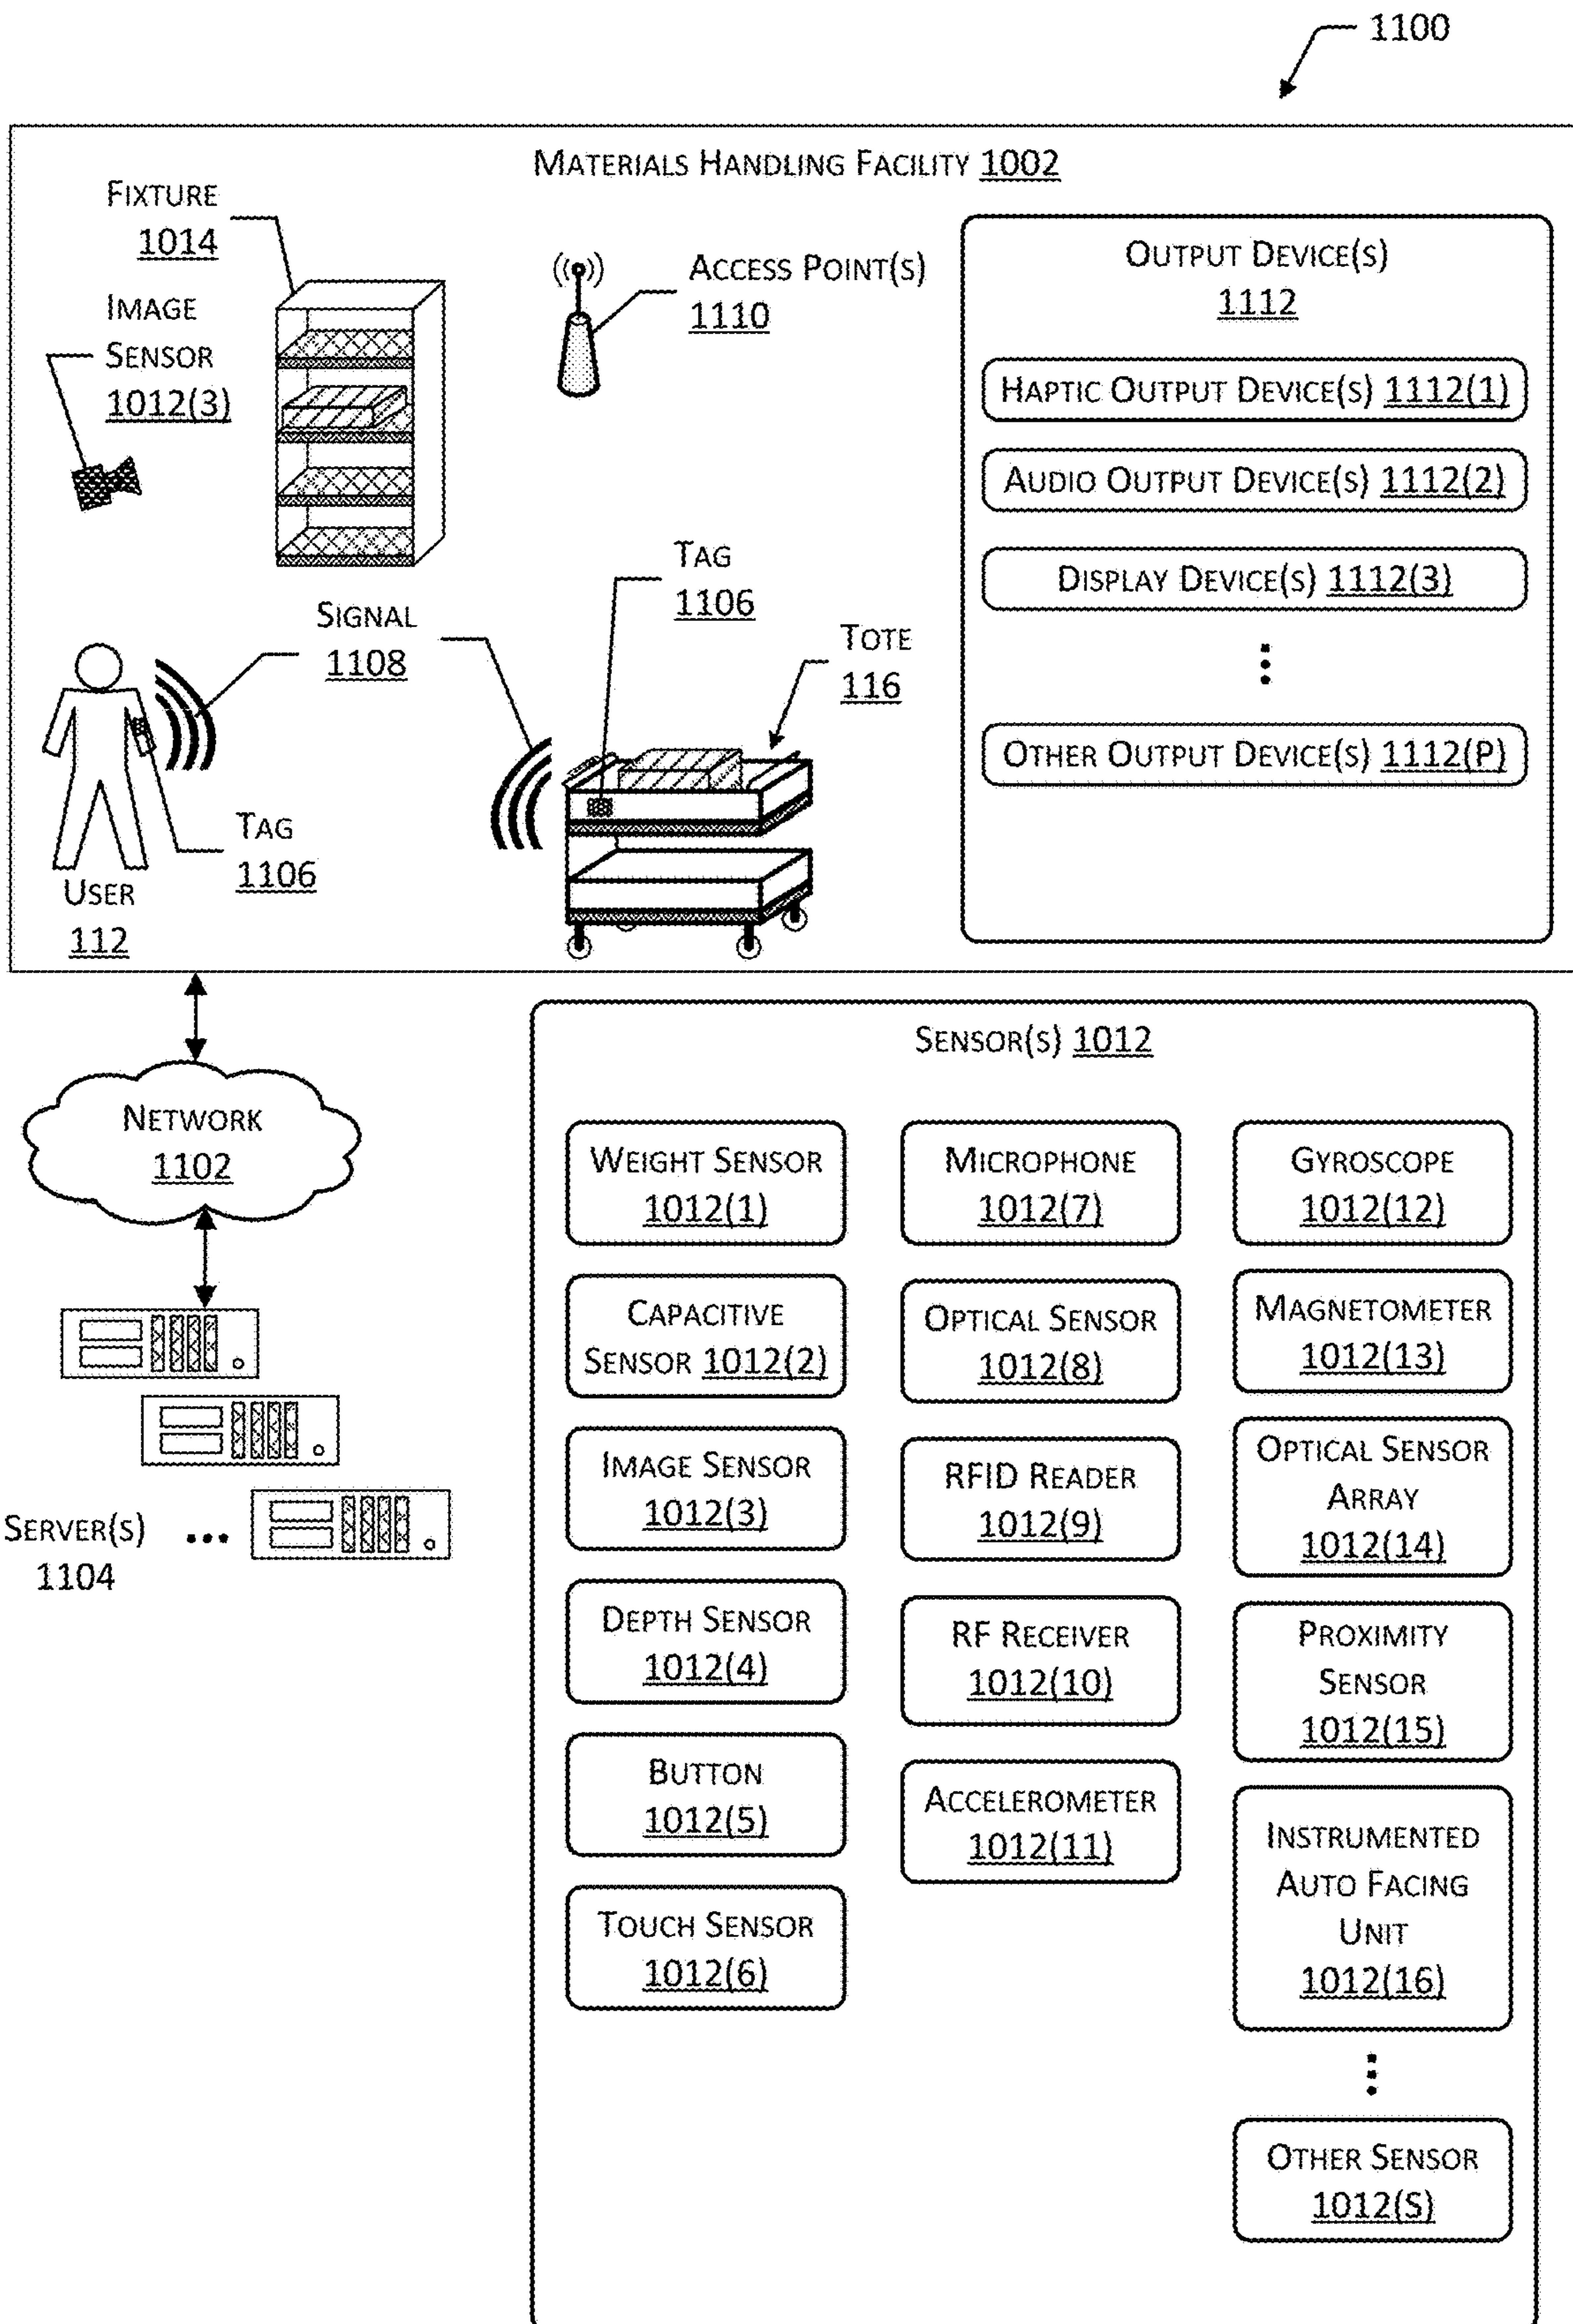 1100
MATERIALS HANDLING FACILITY 1002
FIXTURE
1014
IMAGE
SENSOR
1012(3)
ACCESS POINT(S)
1110
OUTPUT DEVICE(S)
1112
HAPTIC OUTPUT DEVICE(S) 1112(1)
AUDIO OUTPUT DEVICE(S) 1112(2)
DISPLAY DEVICE(S) 1112(3)
OTHER OUTPUT DEVICE(S) 1112(P)
TAG
1106
SIGNAL
1108
TOTE
116
TAG
1106
USER
112
NETWORK
1102
SERVER(S)
1104
SENSOR(S) 1012
WEIGHT SENSOR
1012(1)
CAPACITIVE
SENSOR 1012(2)
IMAGE SENSOR
1012(3)
DEPTH SENSOR
1012(4)
BUTTON
1012(5)
TOUCH SENSOR
1012(6)
MICROPHONE
1012(7)
OPTICAL SENSOR
1012(8)
RFID READER
1012(9)
RF RECEIVER
1012(10)
ACCELEROMETER
1012(11)
GYROSCOPE
1012(12)
MAGNETOMETER
1012(13)
OPTICAL SENSOR
ARRAY
1012(14)
PROXIMITY
SENSOR
1012(15)
INSTRUMENTED
AUTO FACING
UNIT
1012(16)
OTHER SENSOR
1012(S)